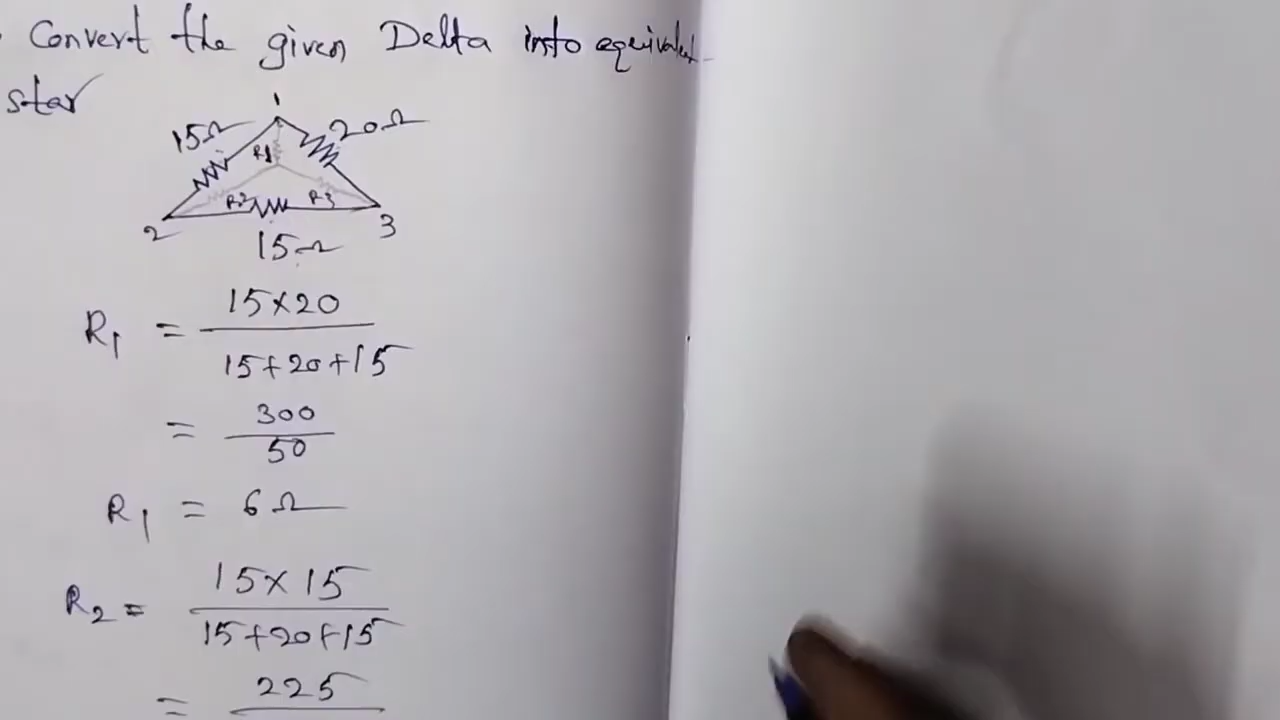 Convert the given Delta into equivalent
star
1
15Ω
20Ω
R1
R2
R3
2
3
15Ω
R1 = 15×20
15+20+15
= 300
50
R1 = 6Ω
R2 = 15×15
15+20+15
= 225